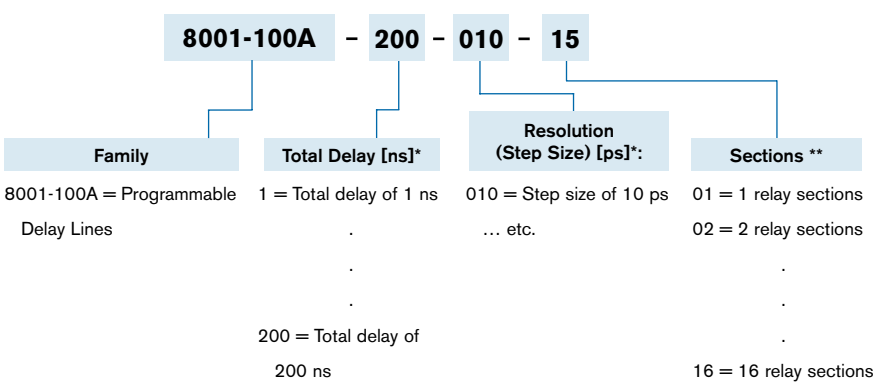 8001-100A – 200 – 010 – 15
Family
8001-100A = Programmable
Delay Lines
Total Delay [ns]*
1 = Total delay of 1 ns
.
.
.
200 = Total delay of
200 ns
Resolution
(Step Size) [ps]*:
010 = Step size of 10 ps
… etc.
Sections **
01 = 1 relay sections
02 = 2 relay sections
.
.
.
16 = 16 relay sections